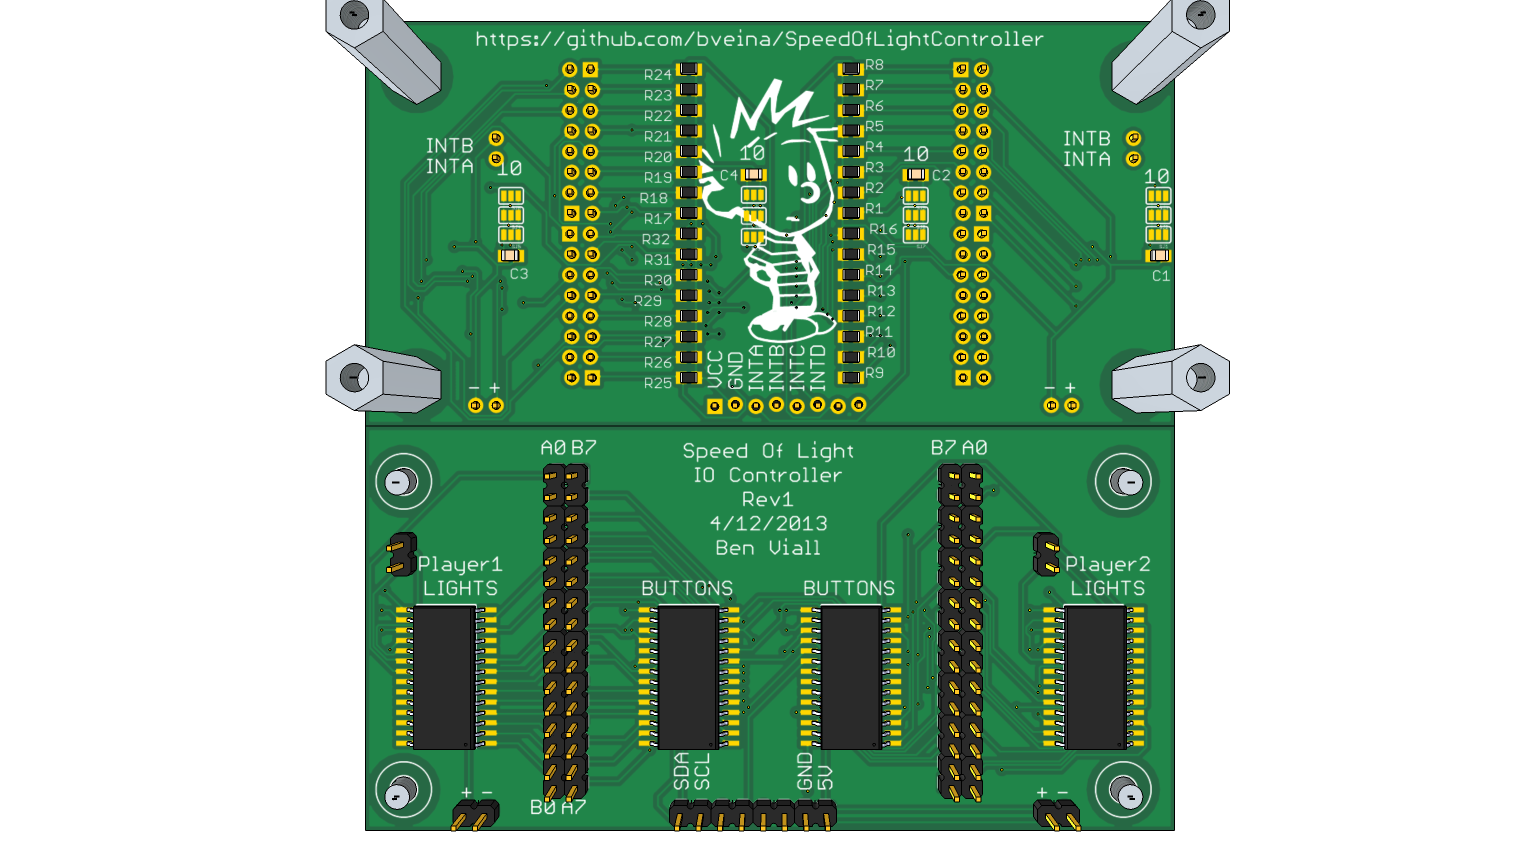 https://github.com/bveina/SpeedOfLightController
R24
R23
R22
R21
R20
R19
R18
R17
R32
R31
R30
R29
R28
R27
R26
R25
R8
R7
R6
R5
R4
R3
R2
R1
R16
R15
R14
R13
R12
R11
R10
R9
INTB
INTA
10
C3
10
C4
10
C2
INTB
INTA
10
C1
- +
VCC
GND
INTA
INTB
INTC
INTD
- +
A0 B7
Speed Of Light
IO Controller
Rev1
4/12/2013
Ben Viall
B7 A0
Player1
LIGHTS
BUTTONS
BUTTONS
Player2
LIGHTS
SDA
SCL
GND
5V
+ -
B0 A7
+ -